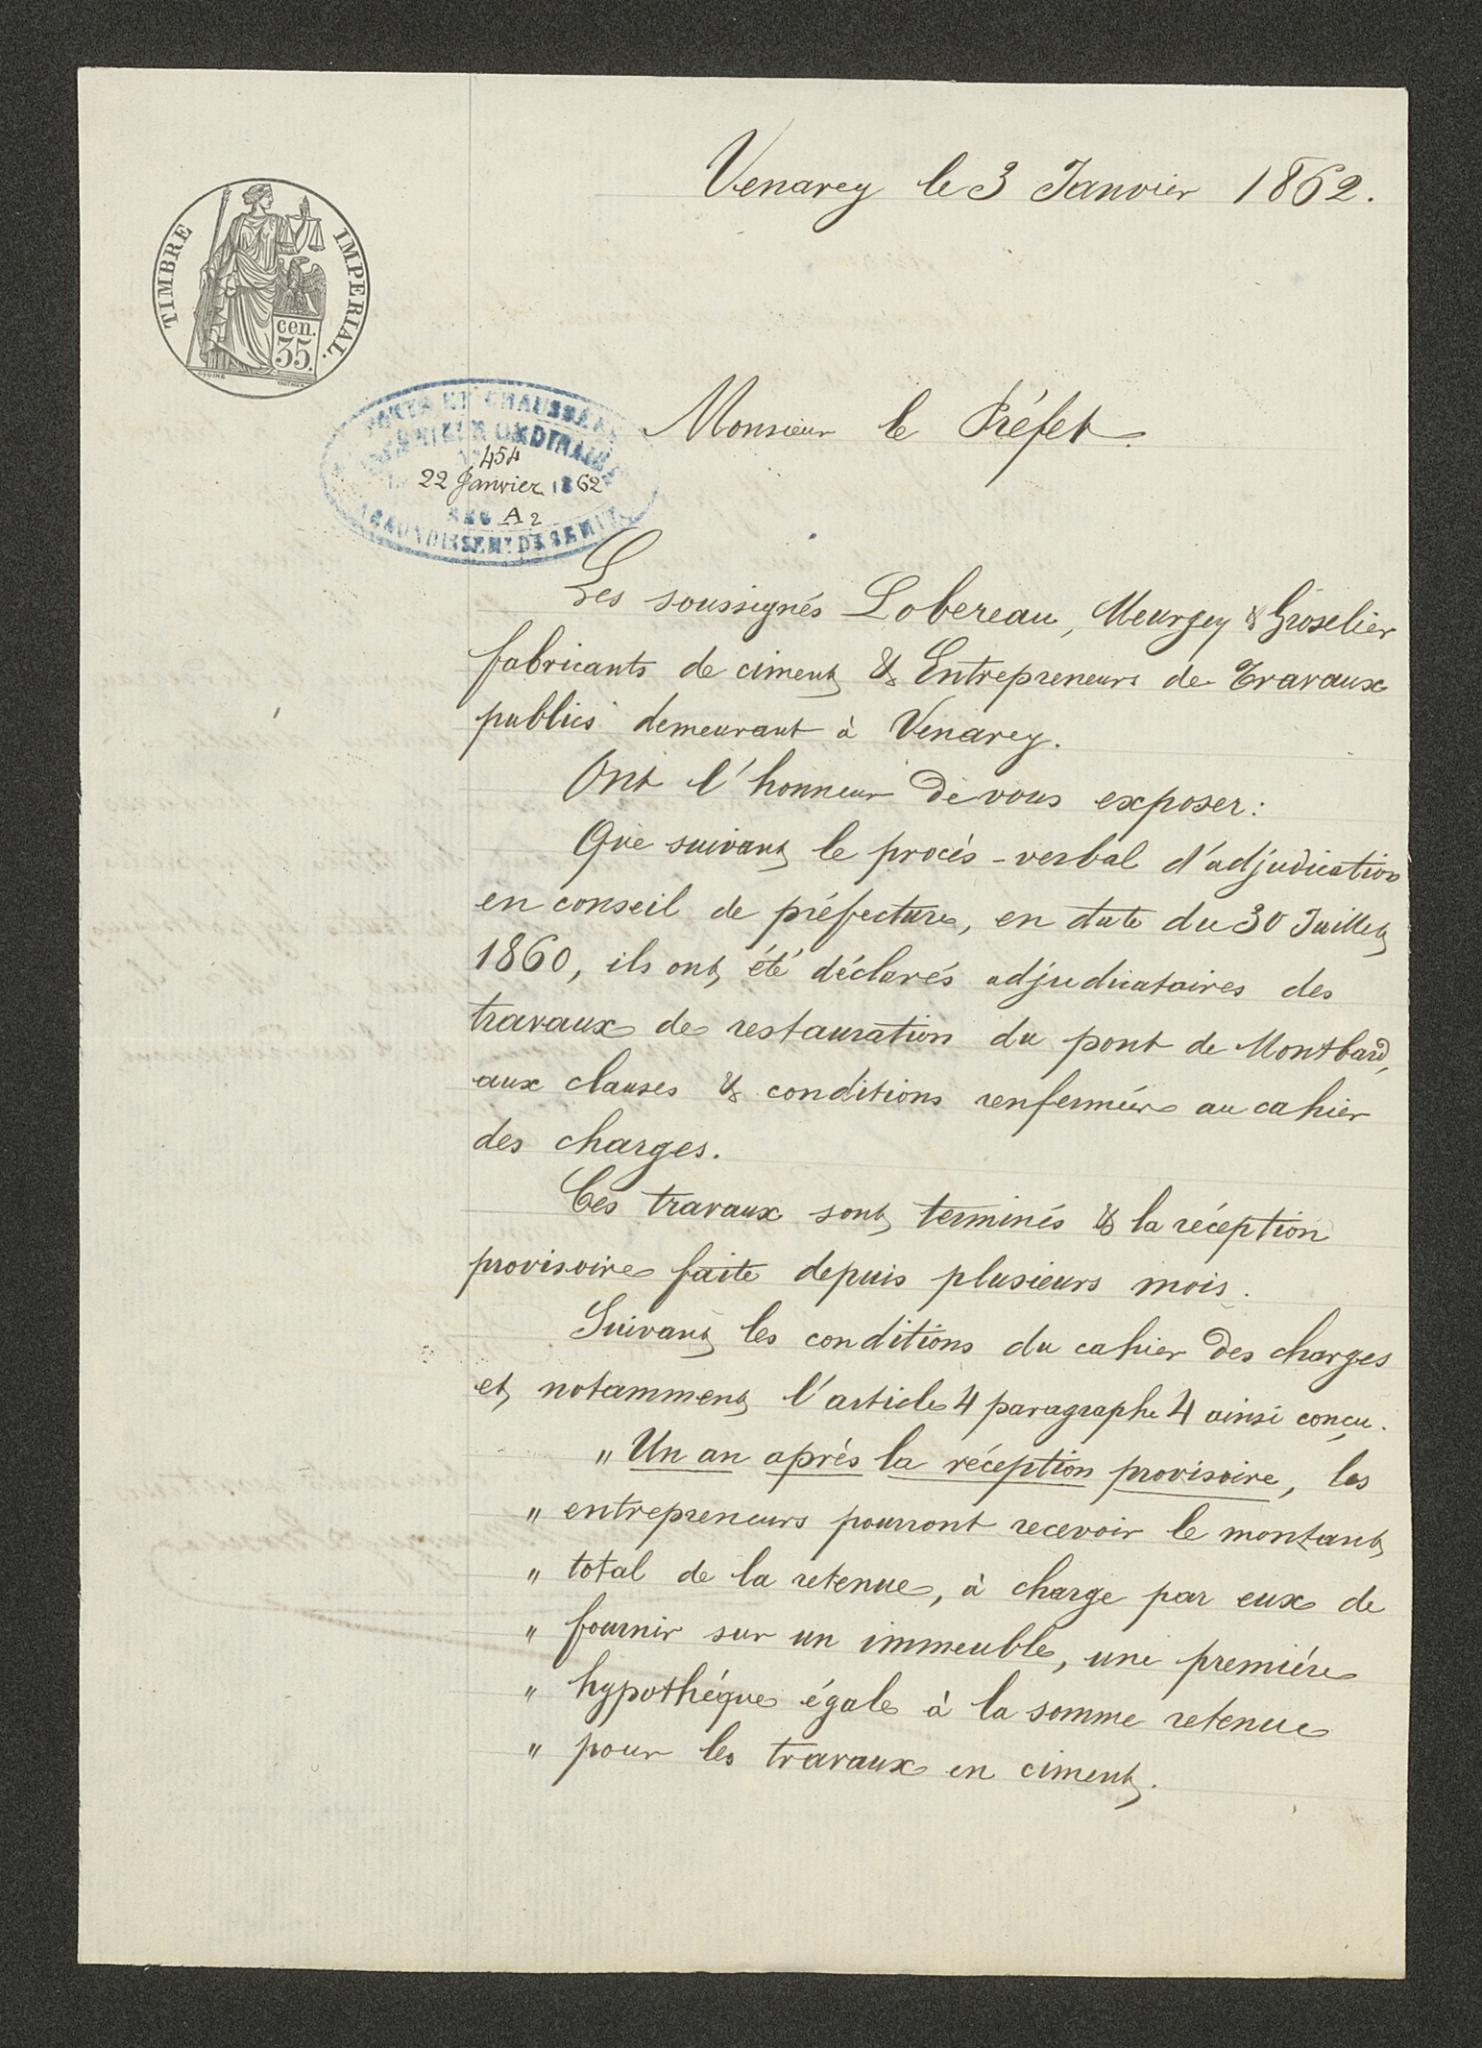 Venarey le 3 Janvier 1862.
TIMBRE IMPERIAL.
cen.
35.
Monsieur le Préfet.
PONTS ET CHAUSSÉES
INGÉNIEUR ORDINAIRE
454
22 Janvier 1862
A 2
ARRONDISSEMT DE SEMUR
Les soussignés Lobereau, Meurgey & Groselier
fabricants de ciment & Entrepreneurs de Travaux
publics demeurant à Venarey.
Ont l'honneur de vous exposer:
Que suivant le procès-verbal d'adjudication
en conseil de préfecture, en date du 30 Juillet
1860, ils ont été déclarés adjudicataires des
travaux de restauration du pont de Montbard,
aux clauses & conditions renfermées au cahier
des charges.
Ces travaux sont terminés & la réception
provisoire faite depuis plusieurs mois.
Suivant les conditions du cahier des charges
et notamment l'article 4 paragraphe 4 ainsi conçu.
" Un an après la réception provisoire, les
" entrepreneurs pourront recevoir le montant
" total de la retenue, à charge par eux de
" fournir sur un immeuble, une première
" hypothéque égale à la somme retenue
" pour les travaux en ciment.